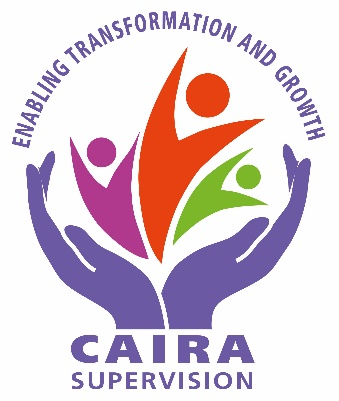 ENABLING TRANSFORMATION AND GROWTH
CAIRA
SUPERVISION